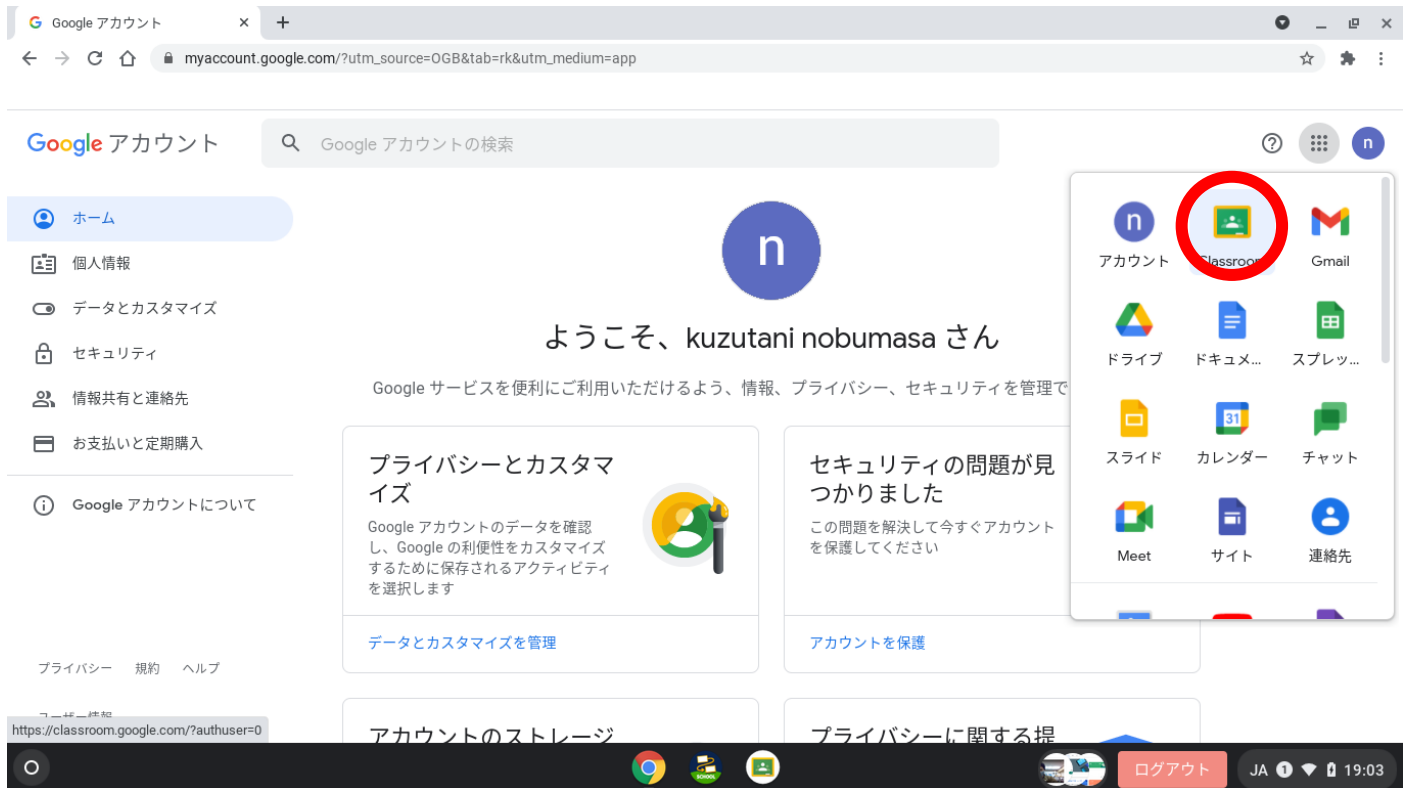 Google アカウント
myaccount.google.com/?utm_source=OGB&tab=rk&utm_medium=app
Google アカウント
Google アカウントの検索
n
ホーム
個人情報
データとカスタマイズ
セキュリティ
情報共有と連絡先
お支払いと定期購入
Google アカウントについて
プライバシー 規約 ヘルプ
ユーザー情報
https://classroom.google.com/?authuser=0
n
ようこそ、kuzutani nobumasa さん
Google サービスを便利にご利用いただけるよう、情報、プライバシー、セキュリティを管理で
プライバシーとカスタマ
イズ
Google アカウントのデータを確認
し、Google の利便性をカスタマイズ
するために保存されるアクティビティ
を選択します
データとカスタマイズを管理
セキュリティの問題が見
つかりました
この問題を解決して今すぐアカウント
を保護してください
アカウントを保護
アカウントのストレージ
プライバシーに関する提
n
アカウント
Classroom
Gmail
ドライブ
ドキュメ...
スプレッ...
スライド
31
カレンダー
チャット
Meet
サイト
連絡先
SCHOOL
ログアウト
JA 1 19:03